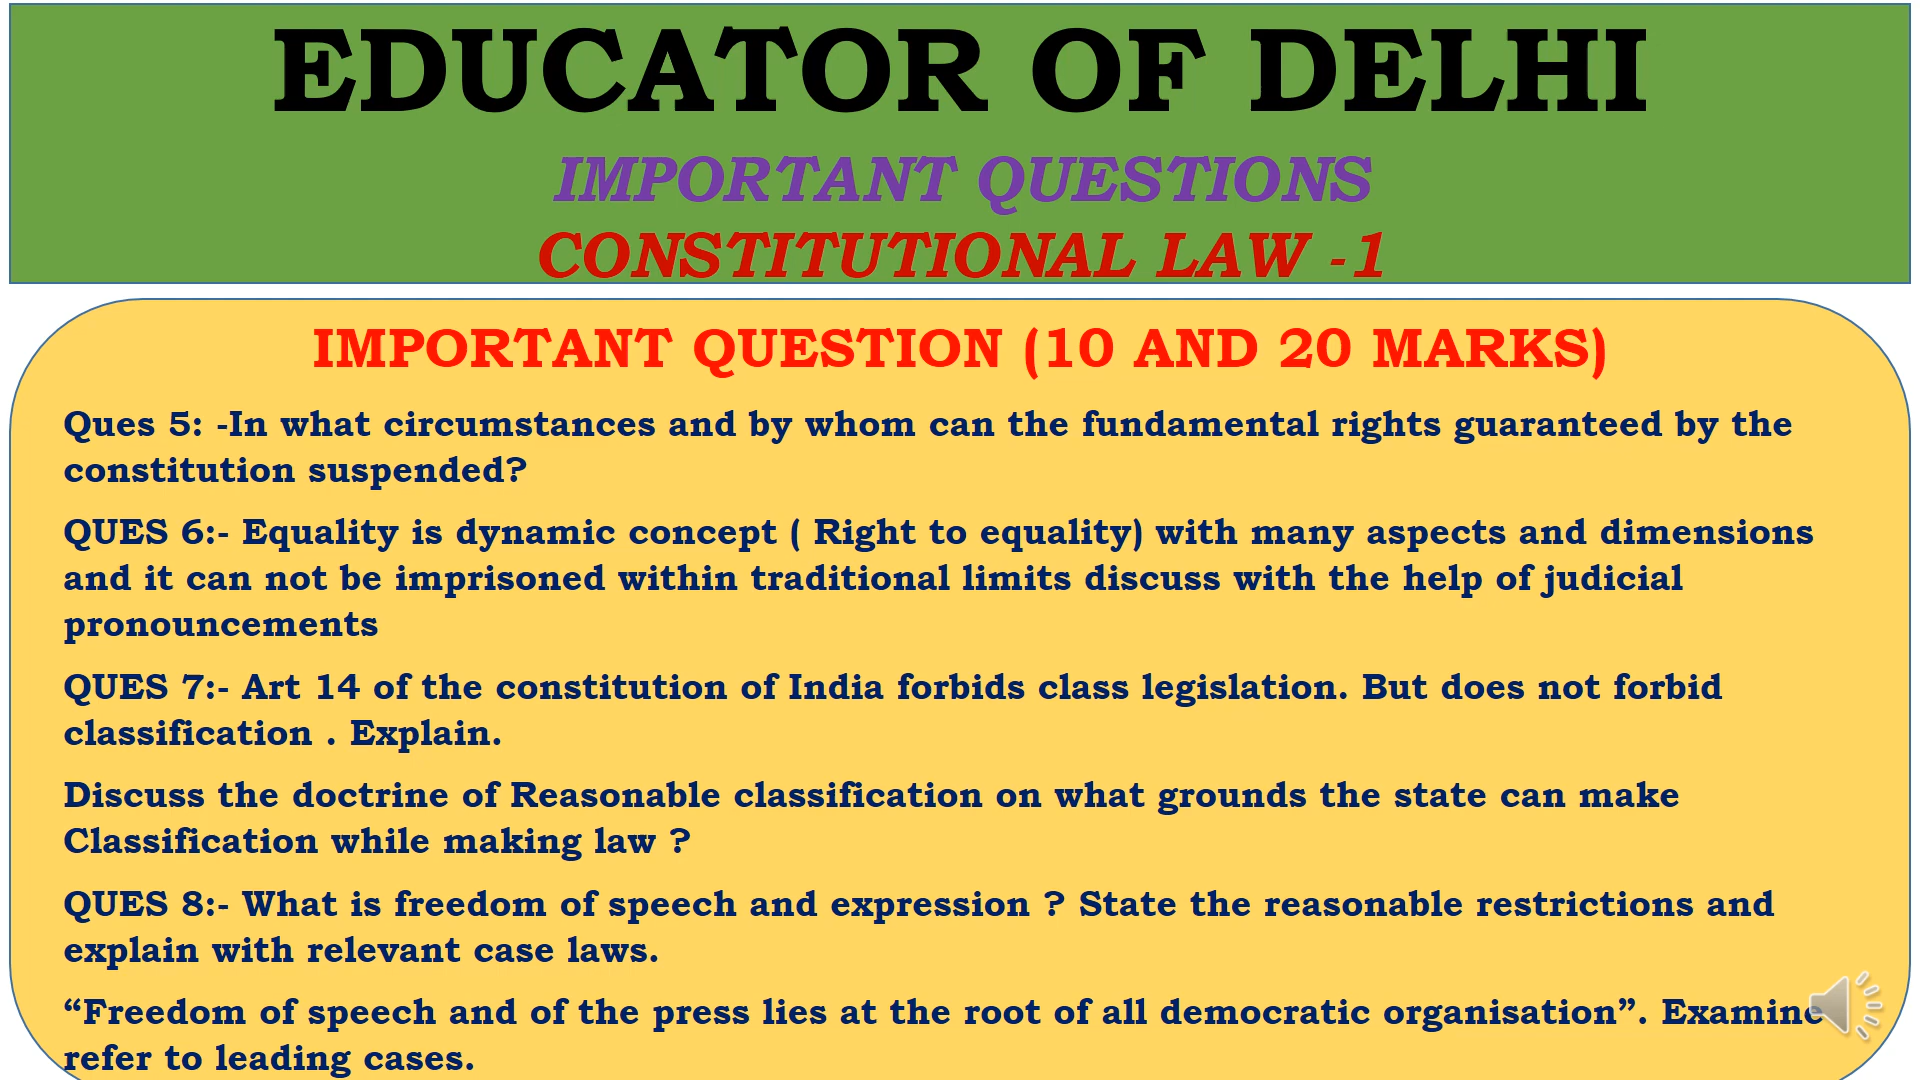 EDUCATOR OF DELHI
IMPORTANT QUESTIONS
CONSTITUTIONAL LAW -1
IMPORTANT QUESTION (10 AND 20 MARKS)
Ques 5: -In what circumstances and by whom can the fundamental rights guaranteed by the
constitution suspended?
QUES 6:- Equality is dynamic concept ( Right to equality) with many aspects and dimensions
and it can not be imprisoned within traditional limits discuss with the help of judicial
pronouncements
QUES 7:- Art 14 of the constitution of India forbids class legislation. But does not forbid
classification . Explain.
Discuss the doctrine of Reasonable classification on what grounds the state can make
Classification while making law ?
QUES 8:- What is freedom of speech and expression ? State the reasonable restrictions and
explain with relevant case laws.
“Freedom of speech and of the press lies at the root of all democratic organisation”. Examine
refer to leading cases.